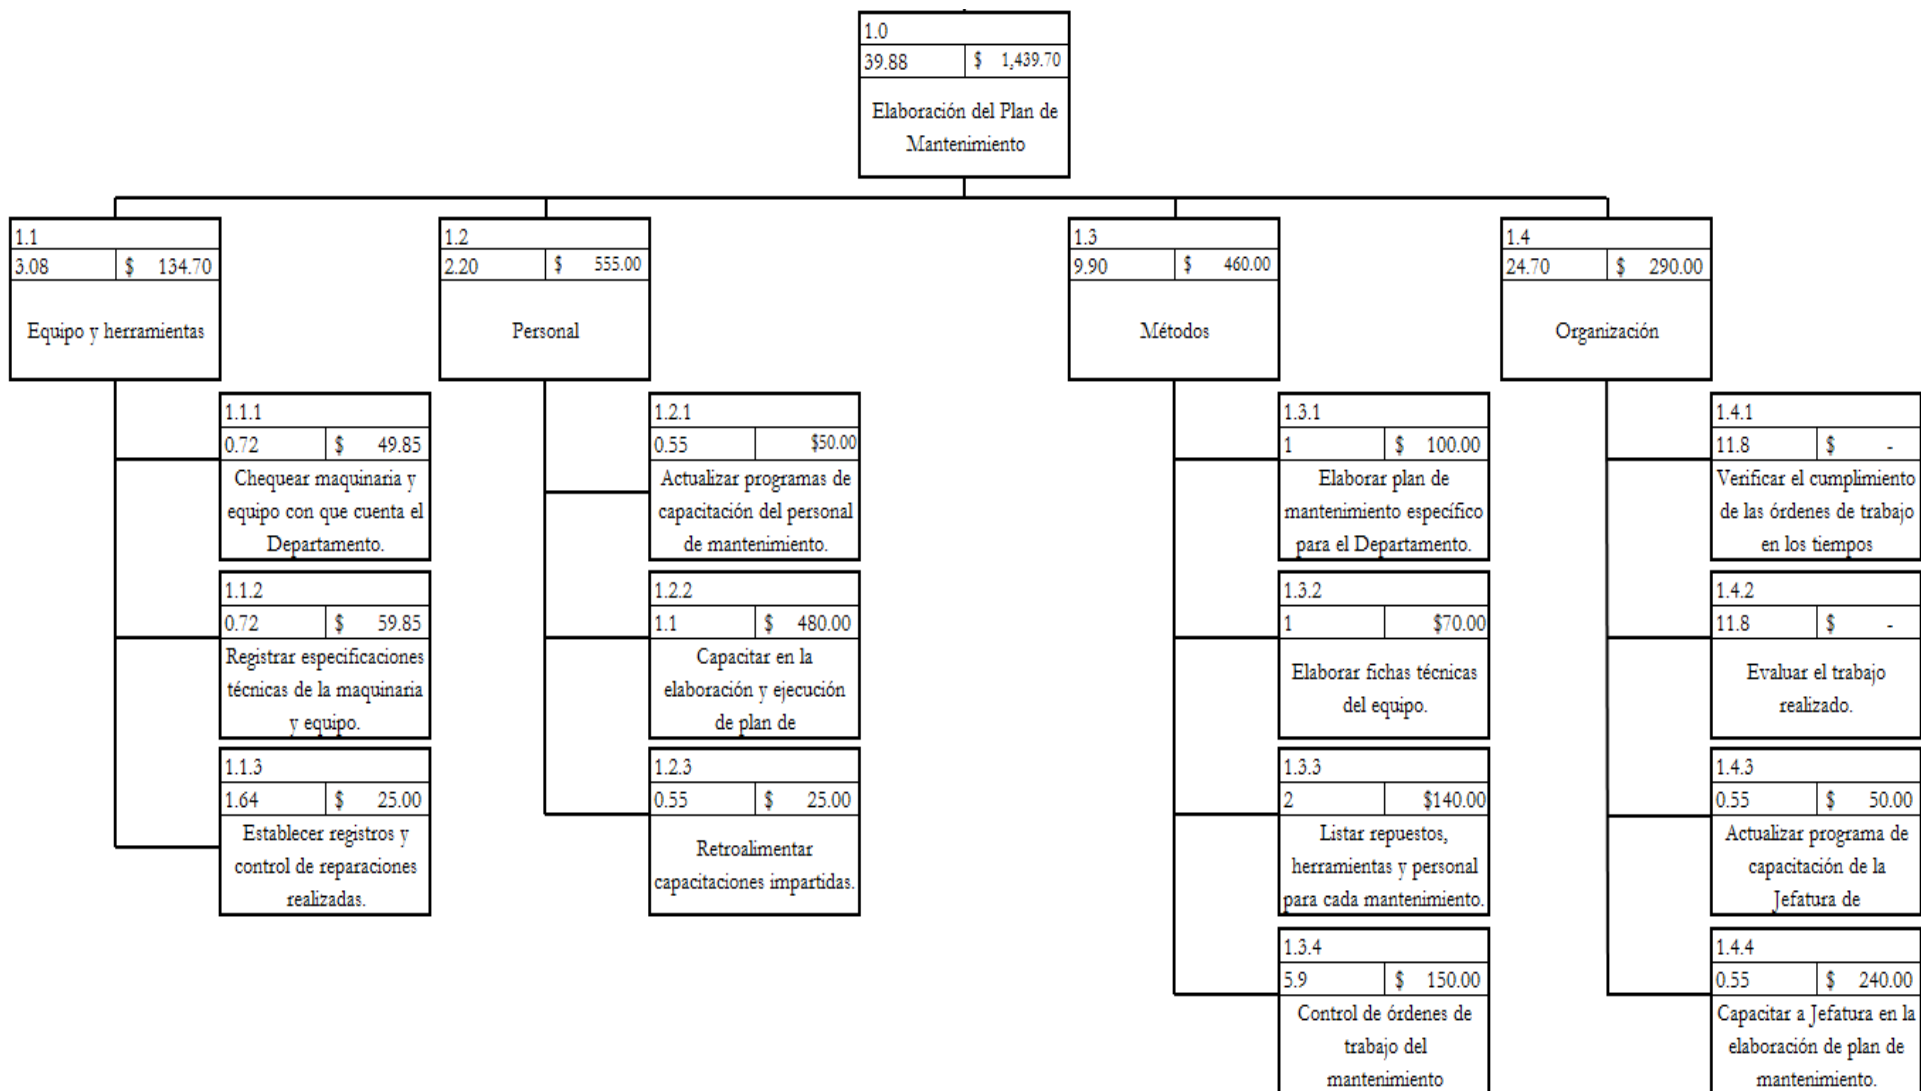 1.0
39.88 $ 1,439.70
Elaboración del Plan de
Mantenimiento
1.1
3.08 $ 134.70
Equipo y herramientas
1.1.1
0.72 $ 49.85
Chequear maquinaria y
equipo con que cuenta el
Departamento.
1.1.2
0.72 $ 59.85
Registrar especificaciones
técnicas de la maquinaria
y equipo.
1.1.3
1.64 $ 25.00
Establecer registros y
control de reparaciones
realizadas.
1.2
2.20 $ 555.00
Personal
1.2.1
0.55 $50.00
Actualizar programas de
capacitación del personal
de mantenimiento.
1.2.2
1.1 $ 480.00
Capacitar en la
elaboración y ejecución
de plan de
1.2.3
0.55 $ 25.00
Retroalimentar
capacitaciones impartidas.
1.3
9.90 $ 460.00
Métodos
1.3.1
1 $ 100.00
Elaborar plan de
mantenimiento específico
para el Departamento.
1.3.2
1 $70.00
Elaborar fichas técnicas
del equipo.
1.3.3
2 $140.00
Listar repuestos,
herramientas y personal
para cada mantenimiento.
1.3.4
5.9 $ 150.00
Control de órdenes de
trabajo del
mantenimiento
1.4
24.70 $ 290.00
Organización
1.4.1
11.8 $ -
Verificar el cumplimiento
de las órdenes de trabajo
en los tiempos
1.4.2
11.8 $ -
Evaluar el trabajo
realizado.
1.4.3
0.55 $ 50.00
Actualizar programa de
capacitación de la
Jefatura de
1.4.4
0.55 $ 240.00
Capacitar a Jefatura en la
elaboración de plan de
mantenimiento.